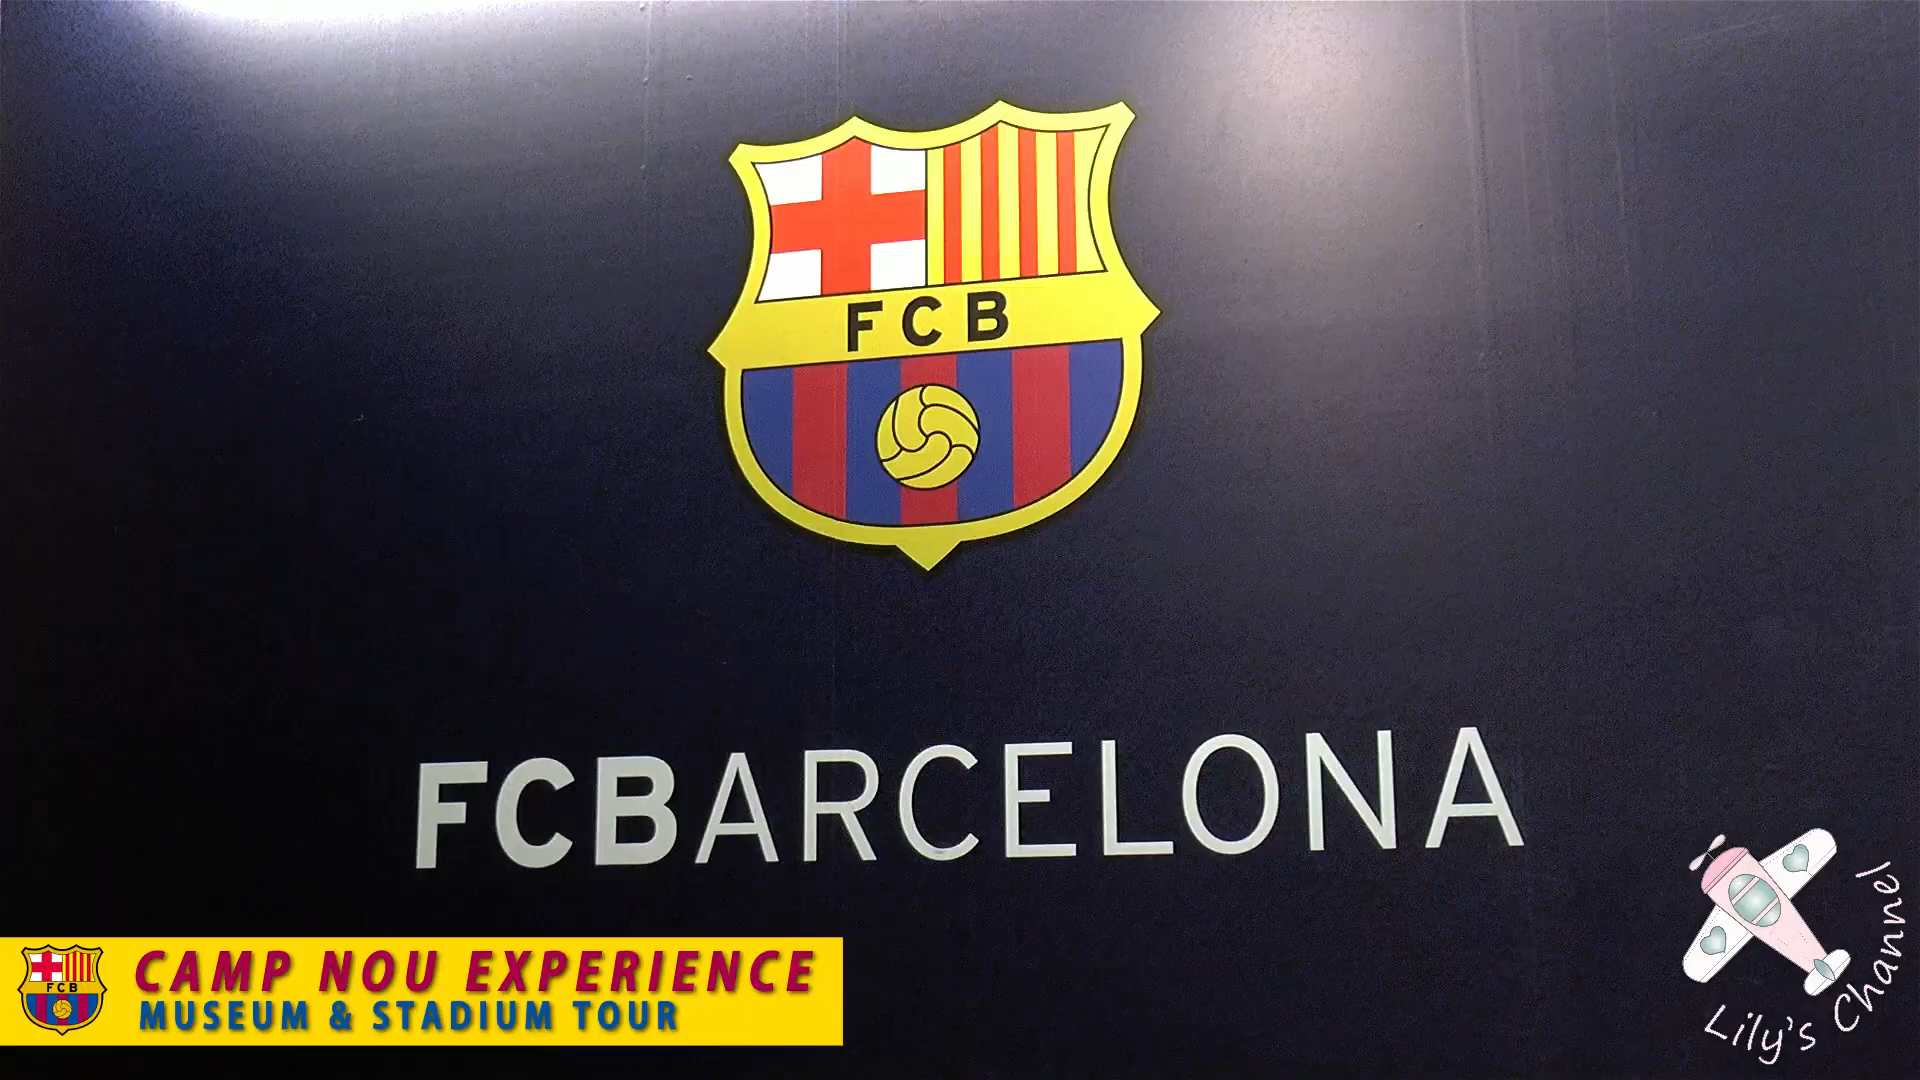 FCB
FCBARCELONA
FCB
CAMP NOU EXPERIENCE
MUSEUM & STADIUM TOUR
Lily's Channel